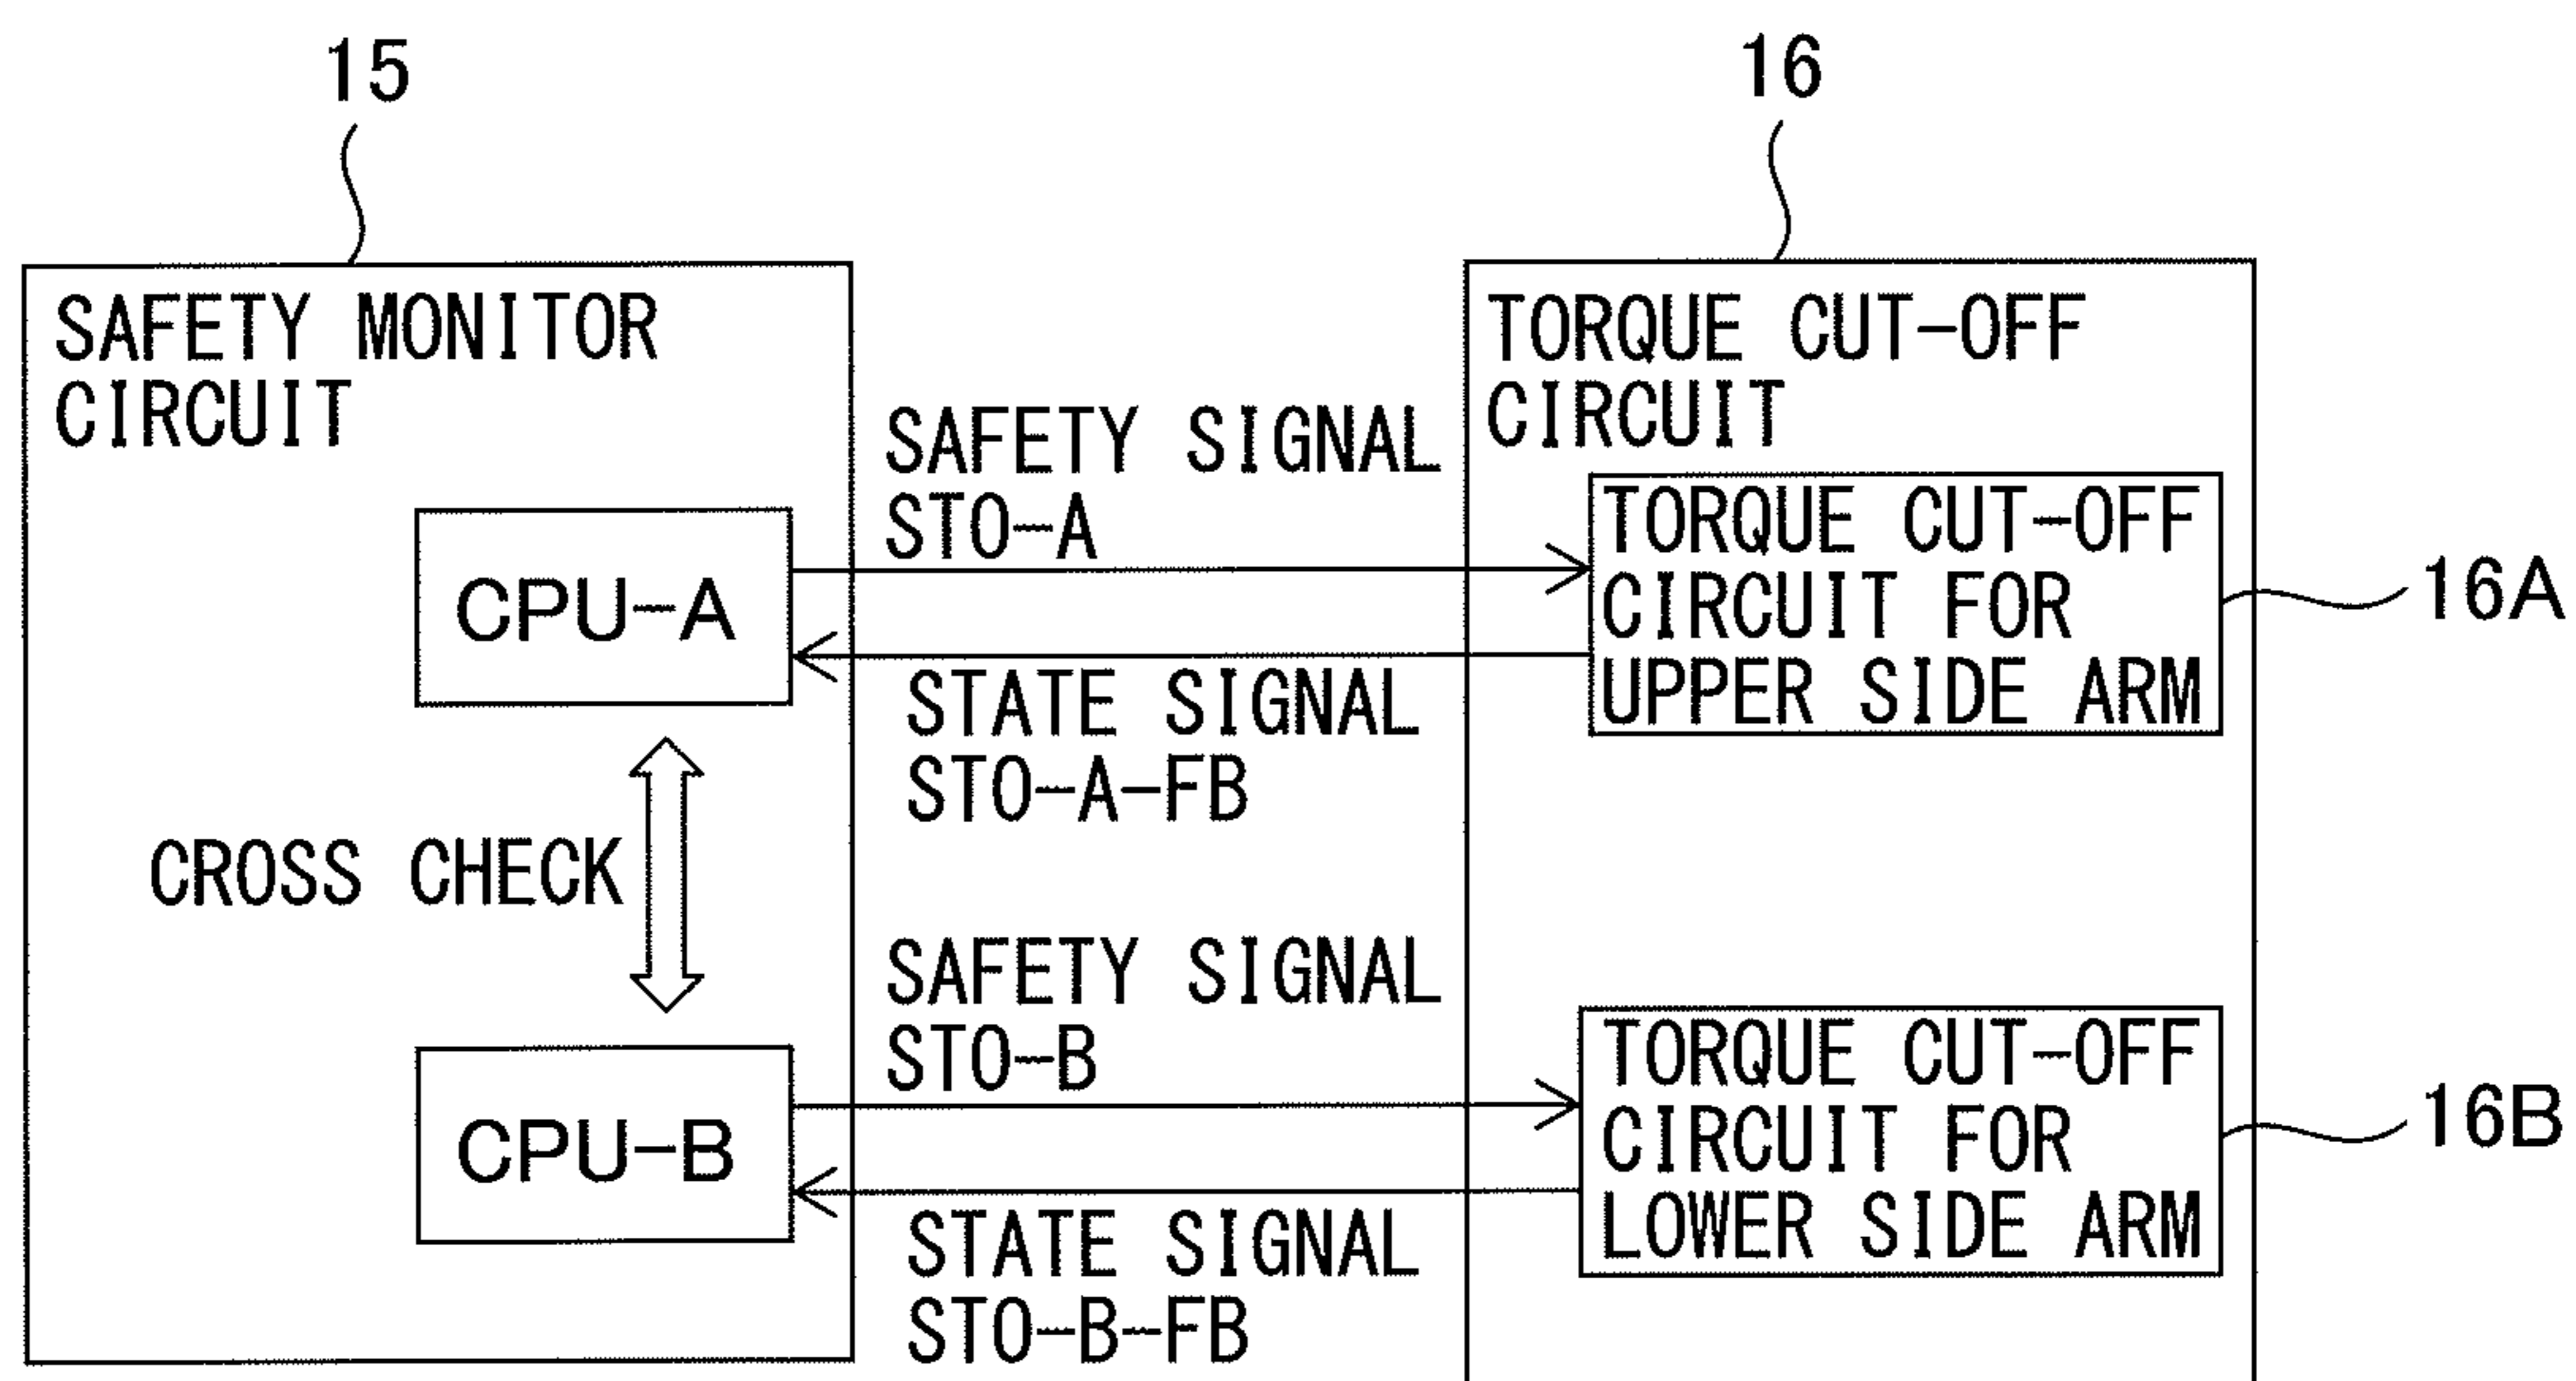 15
16
SAFETY MONITOR
CIRCUIT
CPU-A
CROSS CHECK
CPU-B
SAFETY SIGNAL
STO-A
STATE SIGNAL
STO-A-FB
SAFETY SIGNAL
STO-B
STATE SIGNAL
STO-B-FB
TORQUE CUT-OFF
CIRCUIT
TORQUE CUT-OFF
CIRCUIT FOR
UPPER SIDE ARM
16A
TORQUE CUT-OFF
CIRCUIT FOR
LOWER SIDE ARM
16B